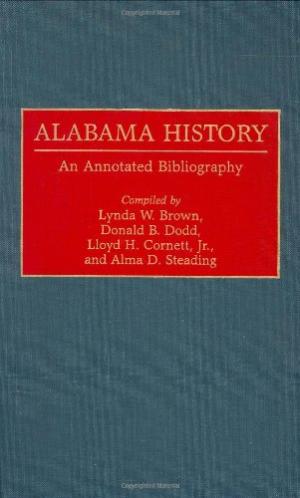 ALABAMA HISTORY
An Annotated Bibliography
Compiled by
Lynda W. Brown,
Donald B. Dodd,
Lloyd H. Cornett, Jr.,
and Alma D. Steading